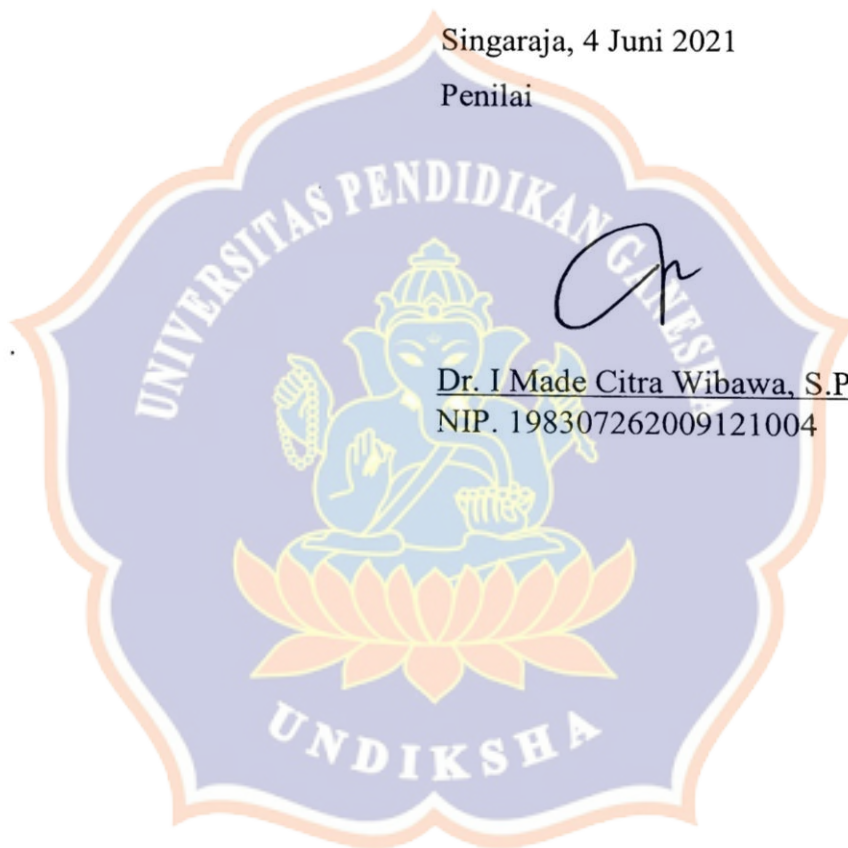 Singaraja, 4 Juni 2021
Penilai
UNIVERSITAS PENDIDIKAN GANESHA
Dr. I Made Citra Wibawa, S.P
NIP. 198307262009121004
UNDIKSHA